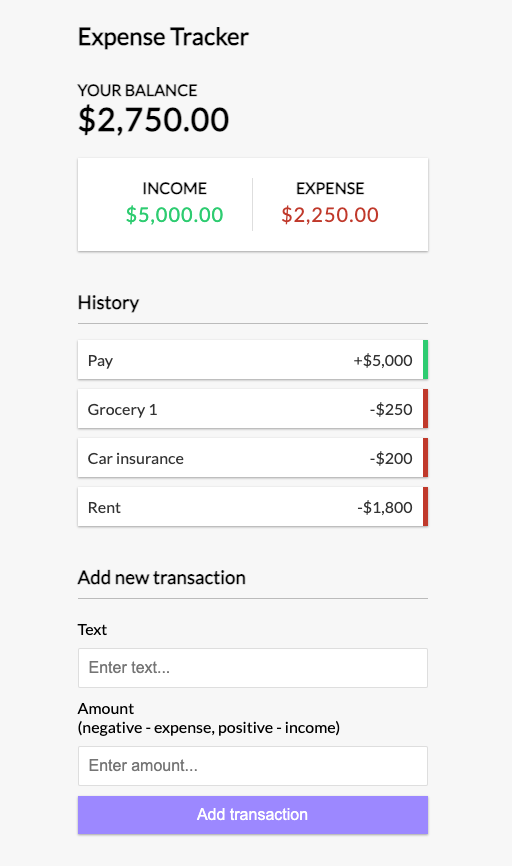 Expense Tracker
YOUR BALANCE
$2,750.00
INCOME EXPENSE
$5,000.00 $2,250.00
History
Pay +$5,000
Grocery 1 -$250
Car insurance -$200
Rent -$1,800
Add new transaction
Text
Enter text...
Amount
(negative - expense, positive - income)
Enter amount...
Add transaction